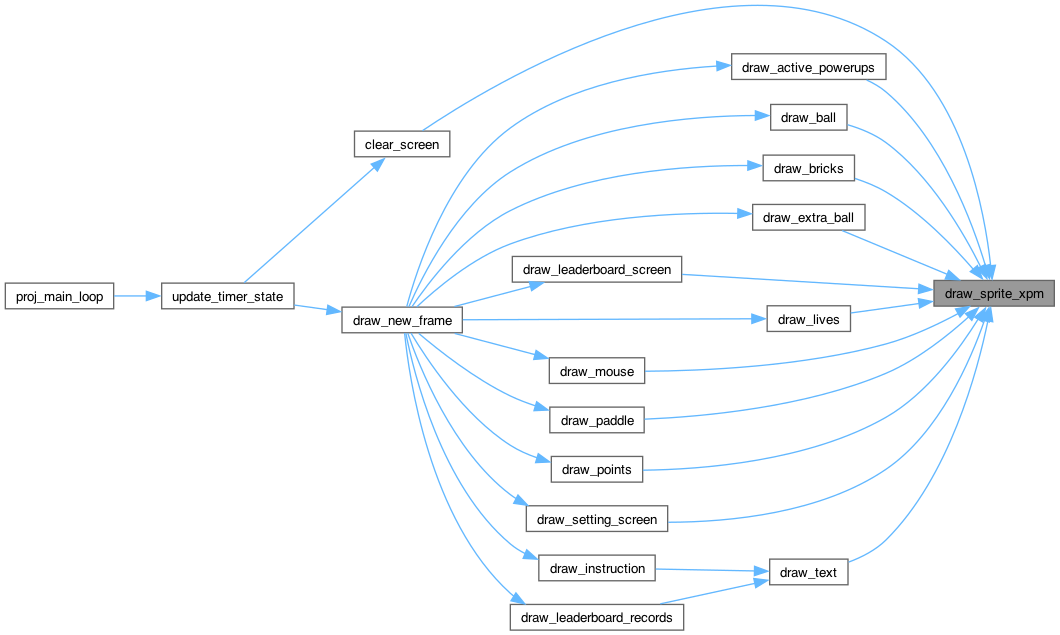 draw_active_powerups
draw_ball
clear_screen
draw_bricks
draw_extra_ball
draw_leaderboard_screen
proj_main_loop
update_timer_state
draw_sprite_xpm
draw_new_frame
draw_lives
draw_mouse
draw_paddle
draw_points
draw_setting_screen
draw_instruction
draw_text
draw_leaderboard_records